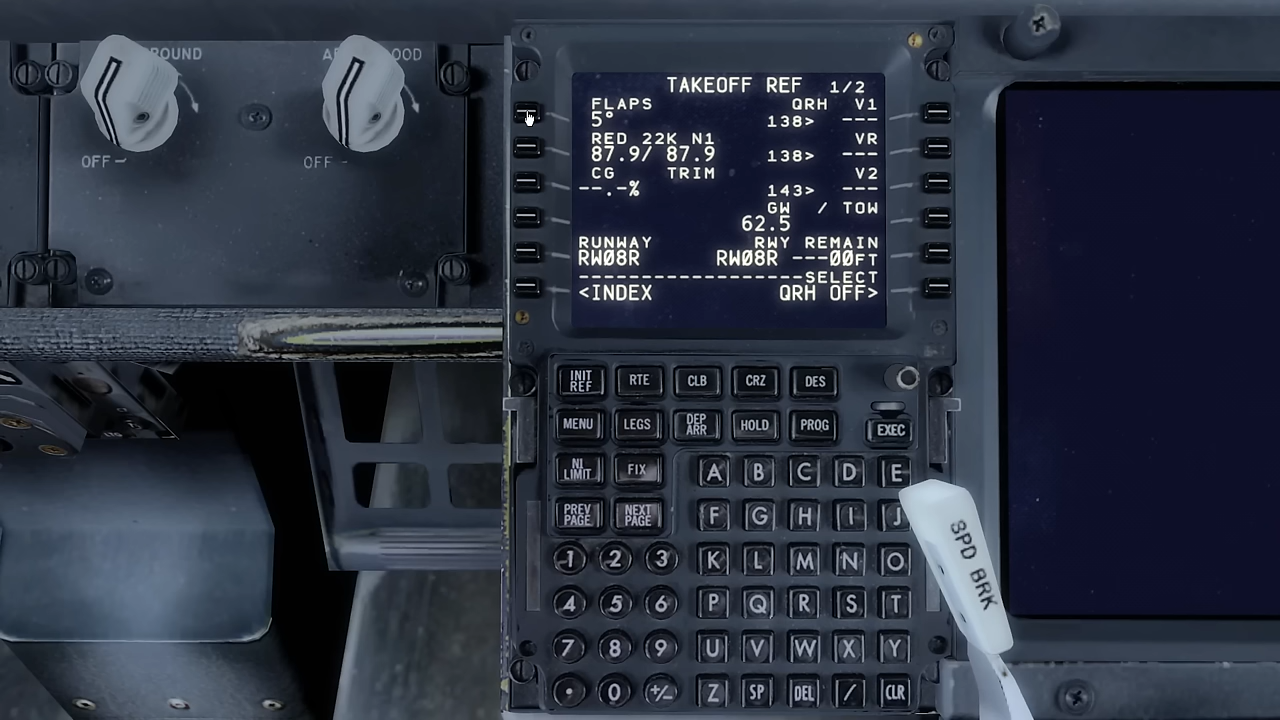 ROUND
OFF
OOD
OFF
TAKEOFF REF 1/2
FLAPS QRH V1
5° 138> ---
RED 22K N1 VR
87.9/ 87.9 138> ---
CG TRIM V2
--.-% 143> ---
GW / TOW
62.5
RUNWAY RWY REMAIN
RW08R RW08R ---00FT
--------------------SELECT
<INDEX QRH OFF>
INIT REF RTE CLB CRZ DES
MENU LEGS DEP ARR HOLD PROG EXEC
N1 LIMIT FIX A B C D E
PREV PAGE NEXT PAGE F G H I J
1 2 3 K L M N O
4 5 6 P Q R S T
7 8 9 U V W X Y
. 0 +/- Z SP DEL / CLR
SPD BRK